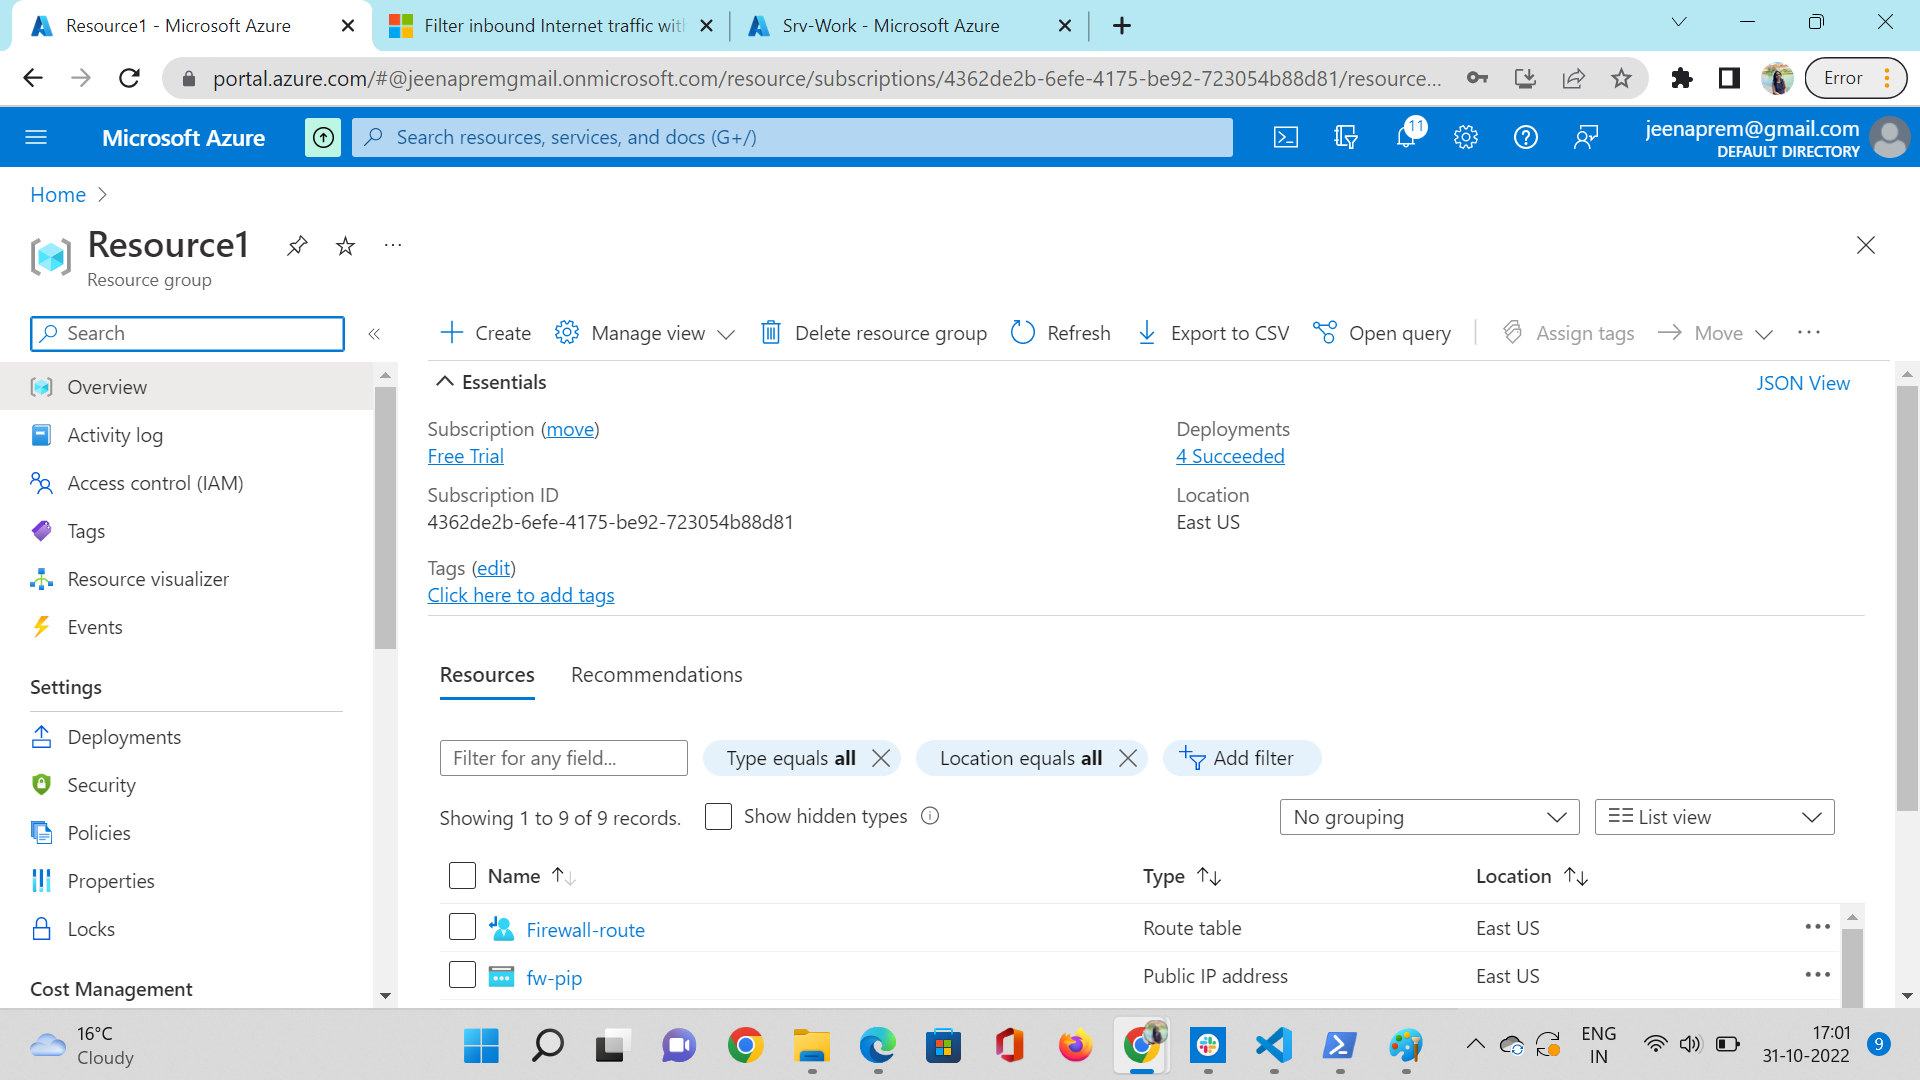 Resource1 - Microsoft Azure
Filter inbound Internet traffic wit
Srv-Work - Microsoft Azure
portal.azure.com/#@jeenapremgmail.onmicrosoft.com/resource/subscriptions/4362de2b-6efe-4175-be92-723054b88d81/resource...
Error
Microsoft Azure
Search resources, services, and docs (G+/)
11
jeenaprem@gmail.com
DEFAULT DIRECTORY
Home
Resource1
Resource group
Search
Overview
Activity log
Access control (IAM)
Tags
Resource visualizer
Events
Settings
Deployments
Security
Policies
Properties
Locks
Cost Management
Create
Manage view
Delete resource group
Refresh
Export to CSV
Open query
Assign tags
Move
Essentials
JSON View
Subscription (move)
Free Trial
Subscription ID
4362de2b-6efe-4175-be92-723054b88d81
Tags (edit)
Click here to add tags
Deployments
4 Succeeded
Location
East US
Resources
Recommendations
Filter for any field...
Type equals all
Location equals all
Add filter
Showing 1 to 9 of 9 records.
Show hidden types
No grouping
List view
Name
Type
Location
Firewall-route
Route table
East US
fw-pip
Public IP address
East US
16°C
Cloudy
ENG
IN
17:01
31-10-2022
9